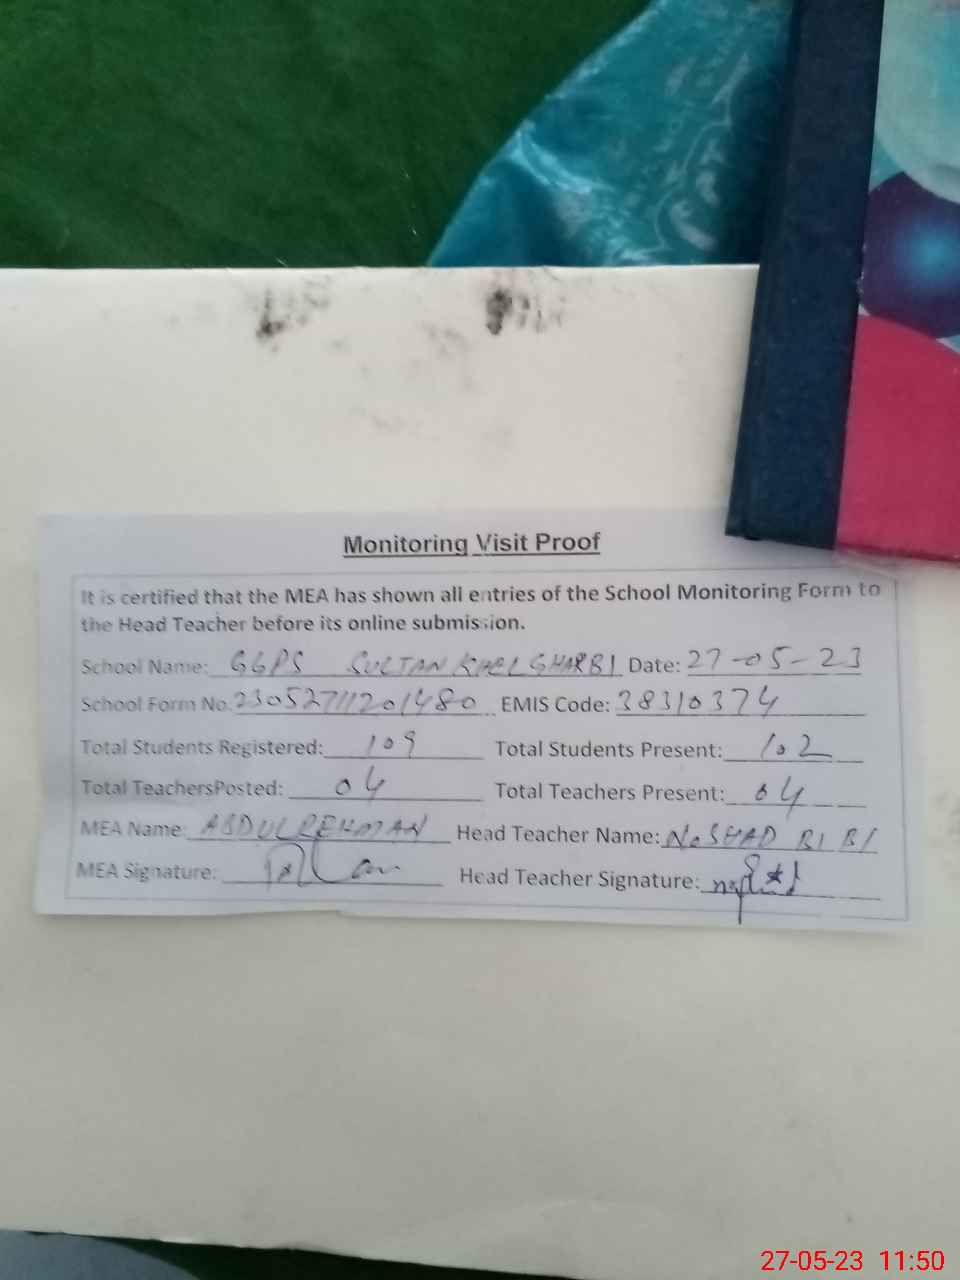 Monitoring Visit Proof
It is certified that the MEA has shown all entries of the School Monitoring Form to
the Head Teacher before its online submission.
School Name: GGPS SULTAN KHEL GHARBI Date: 27-05-23
School Form No. 230527111201480 EMIS Code: 38310374
Total Students Registered: 109 Total Students Present: 102
Total TeachersPosted: 04 Total Teachers Present: 04
MEA Name: ABDULREHMAN Head Teacher Name: NoSHAD BI BI
MEA Signature: Head Teacher Signature:
27-05-23 11:50